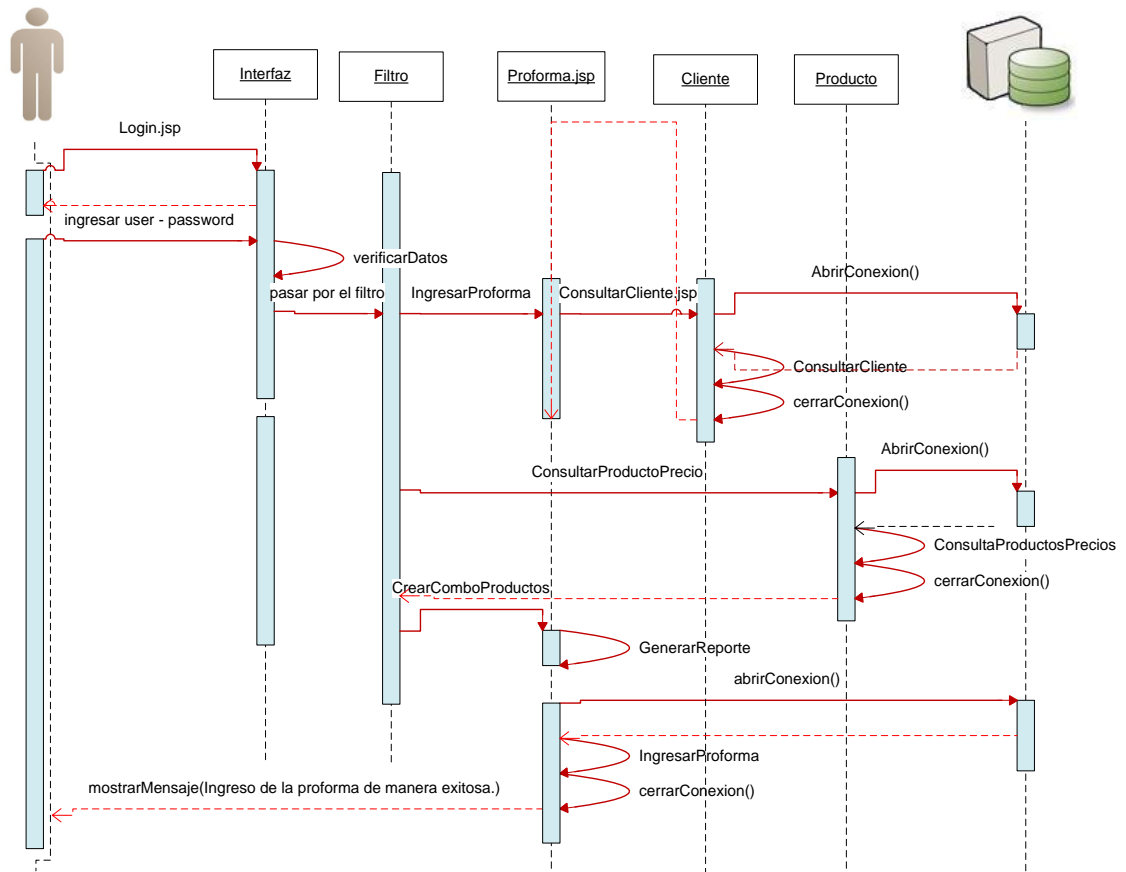 Interfaz
Filtro
Proforma.jsp
Cliente
Producto
Login.jsp
ingresar user - password
verificarDatos
pasar por el filtro
IngresarProforma
ConsultarCliente.jsp
AbrirConexion()
ConsultarCliente
cerrarConexion()
AbrirConexion()
ConsultarProductoPrecio
ConsultaProductosPrecios
cerrarConexion()
CrearComboProductos
GenerarReporte
abrirConexion()
IngresarProforma
mostrarMensaje(Ingreso de la proforma de manera exitosa.)
cerrarConexion()